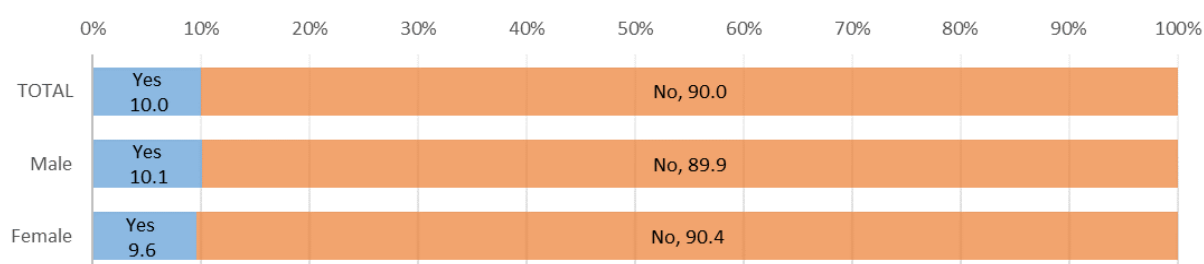 0% 10% 20% 30% 40% 50% 60% 70% 80% 90% 100%
TOTAL Yes 10.0 No, 90.0
Male Yes 10.1 No, 89.9
Female Yes 9.6 No, 90.4